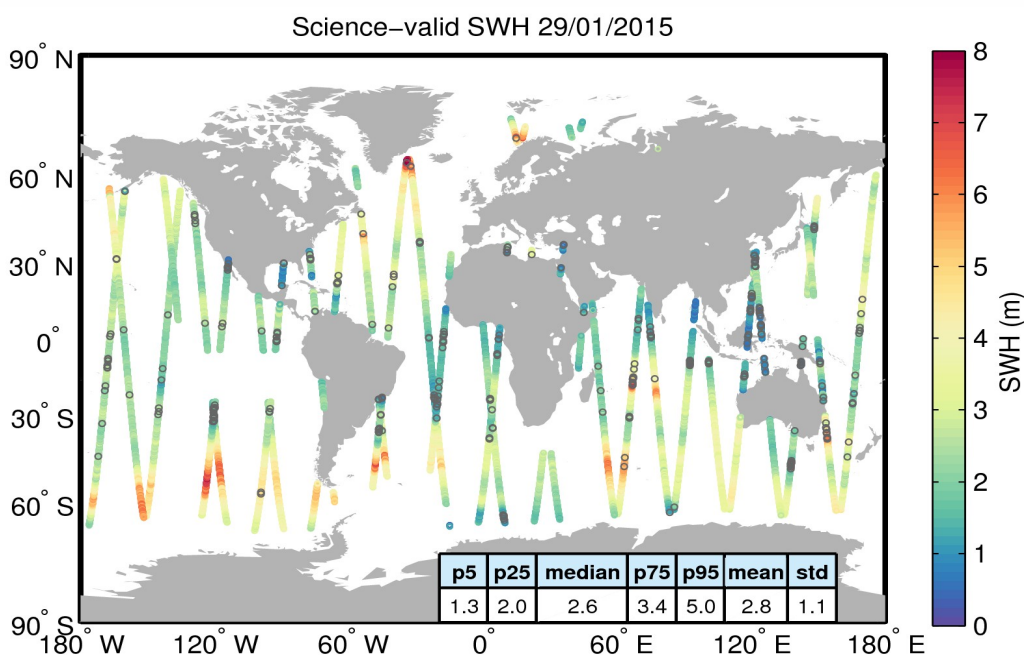 Science−valid SWH 29/01/2015
90° N
60° N
30° N
0°
30° S
60° S
90° S
180° W
120° W
60° W
0°
60° E
120° E
180° E
p5 p25 median p75 p95 mean std
1.3 2.0 2.6 3.4 5.0 2.8 1.1
8
7
6
5
4
3
2
1
0
SWH (m)